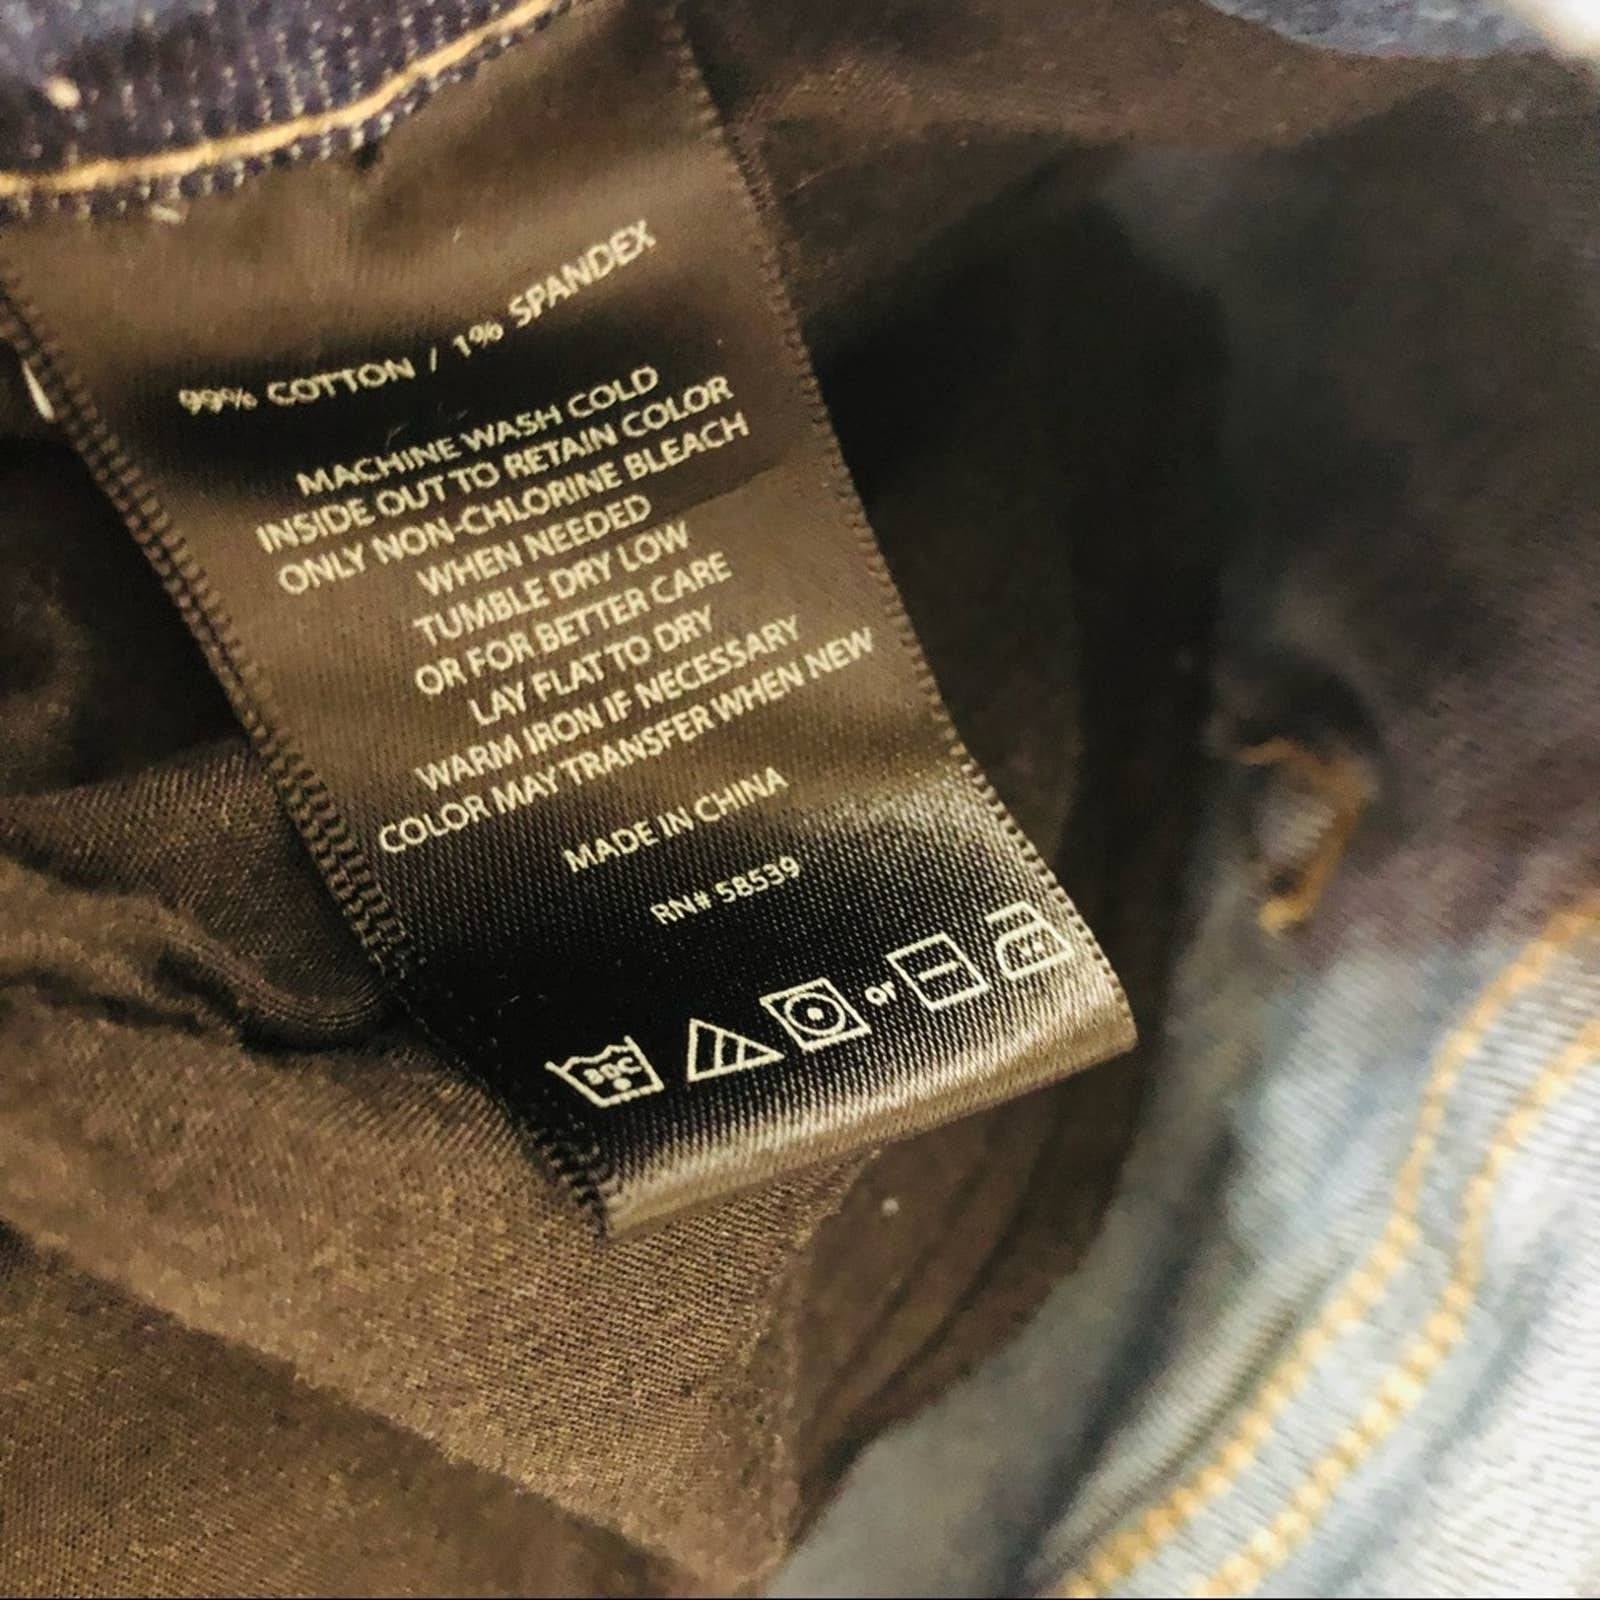 99% COTTON / 1% SPANDEX
MACHINE WASH COLD
INSIDE OUT TO RETAIN COLOR
ONLY NON-CHLORINE BLEACH
WHEN NEEDED
TUMBLE DRY LOW
OR FOR BETTER CARE
LAY FLAT TO DRY
WARM IRON IF NECESSARY
COLOR MAY TRANSFER WHEN NEW
MADE IN CHINA
RN# 58539
30C or